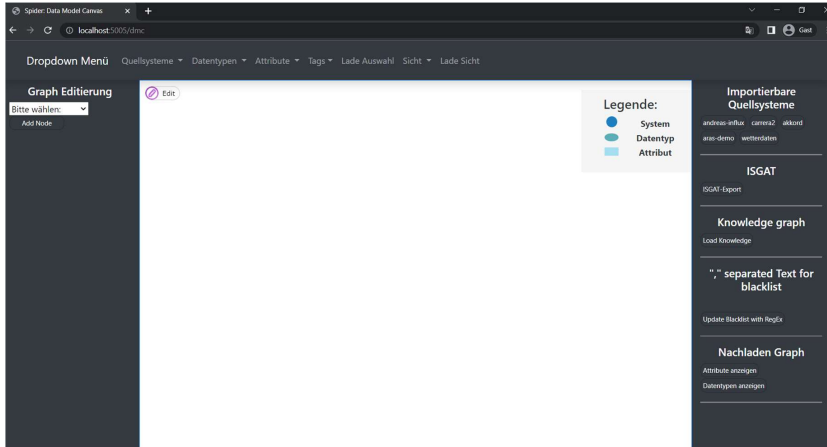 Spider: Data Model Canvas
localhost:5005/dmc
Gast
Dropdown Menü Quellsysteme Datentypen Attribute Tags Lade Auswahl Sicht Lade Sicht
Graph Editierung
Bitte wählen:
Add Node
Edit
Legende:
System
Datentyp
Attribut
Importierbare
Quellsysteme
andreas-influx carrera2 akkord
aras-demo wetterdaten
ISGAT
ISGAT-Export
Knowledge graph
Load Knowledge
"," separated Text for
blacklist
Update Blacklist with RegEx
Nachladen Graph
Attribute anzeigen
Datentypen anzeigen